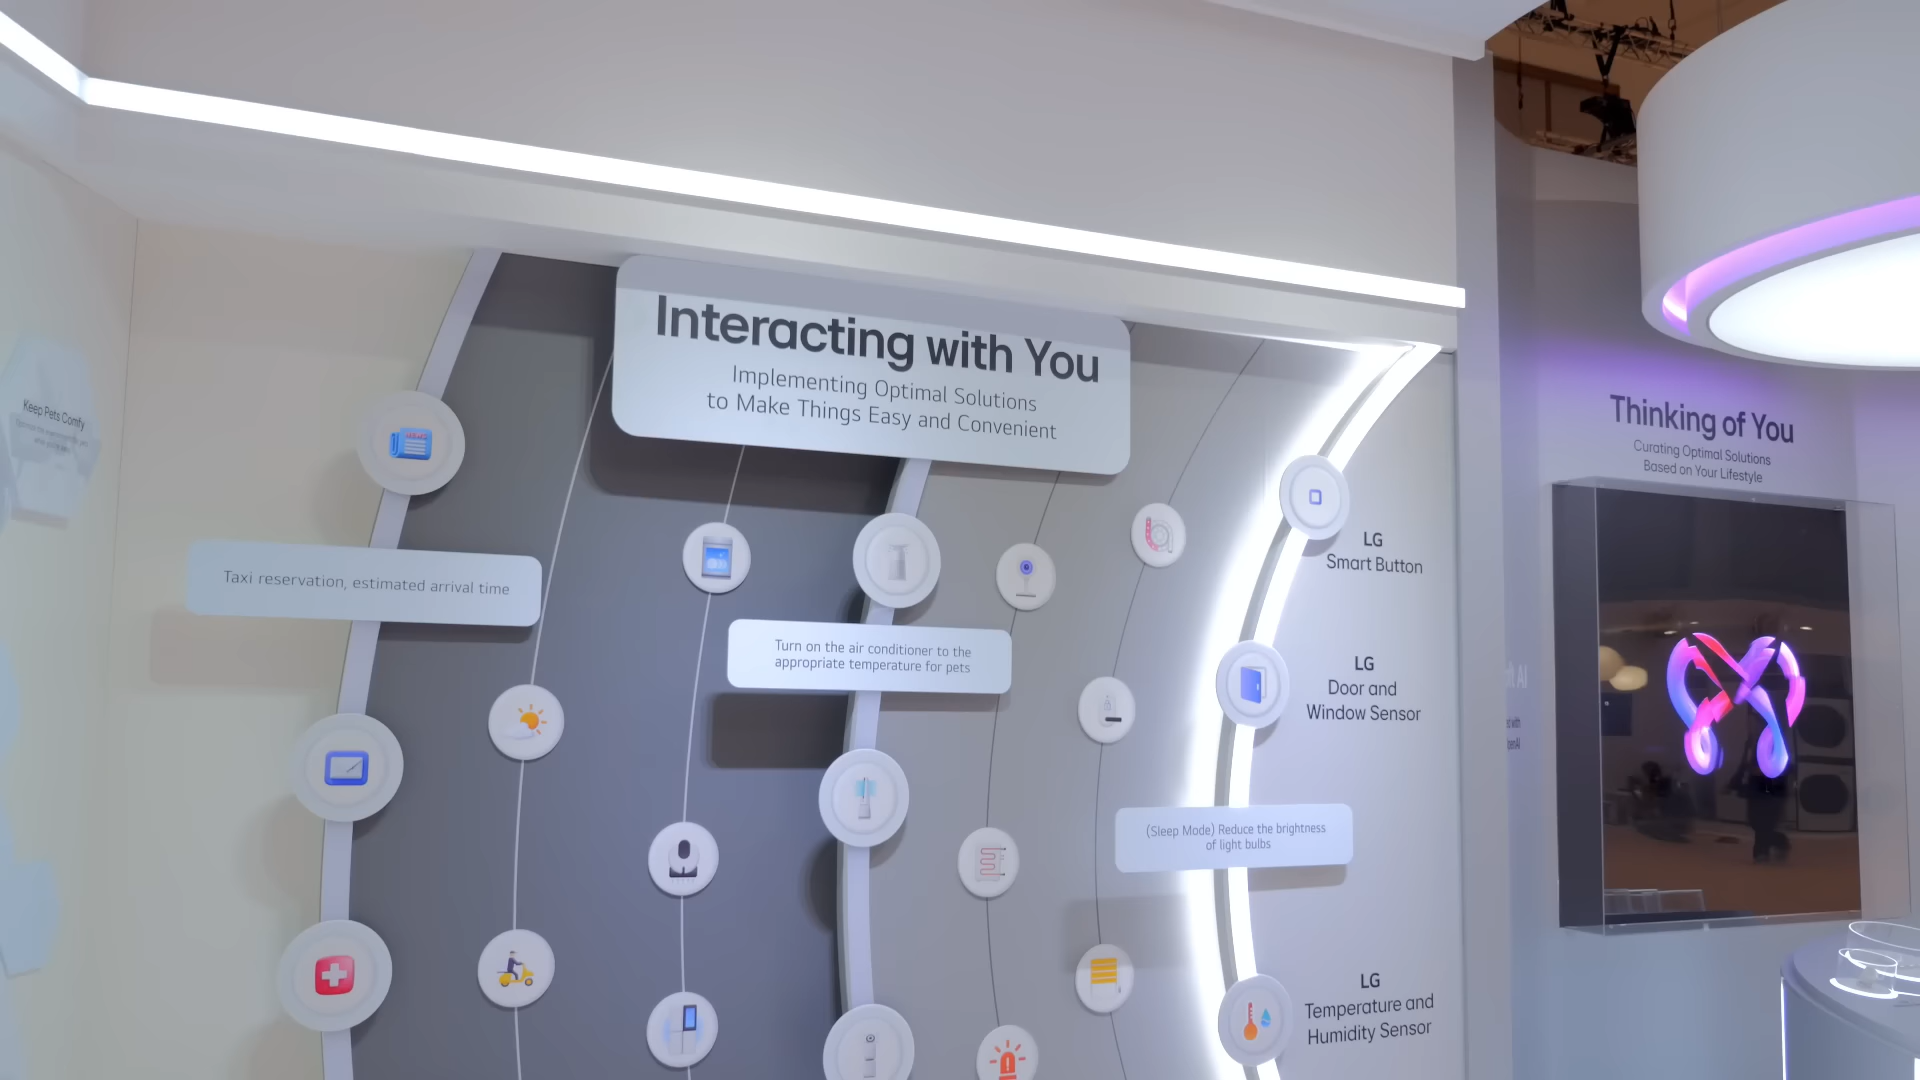 Interacting with You
Implementing Optimal Solutions
to Make Things Easy and Convenient
Keep Pets Comfy
Taxi reservation, estimated arrival time
Turn on the air conditioner to the
appropriate temperature for pets
LG
Smart Button
LG
Door and
Window Sensor
(Sleep Mode) Reduce the brightness
of light bulbs
LG
Temperature and
Humidity Sensor
Thinking of You
Curating Optimal Solutions
Based on Your Lifestyle
AI